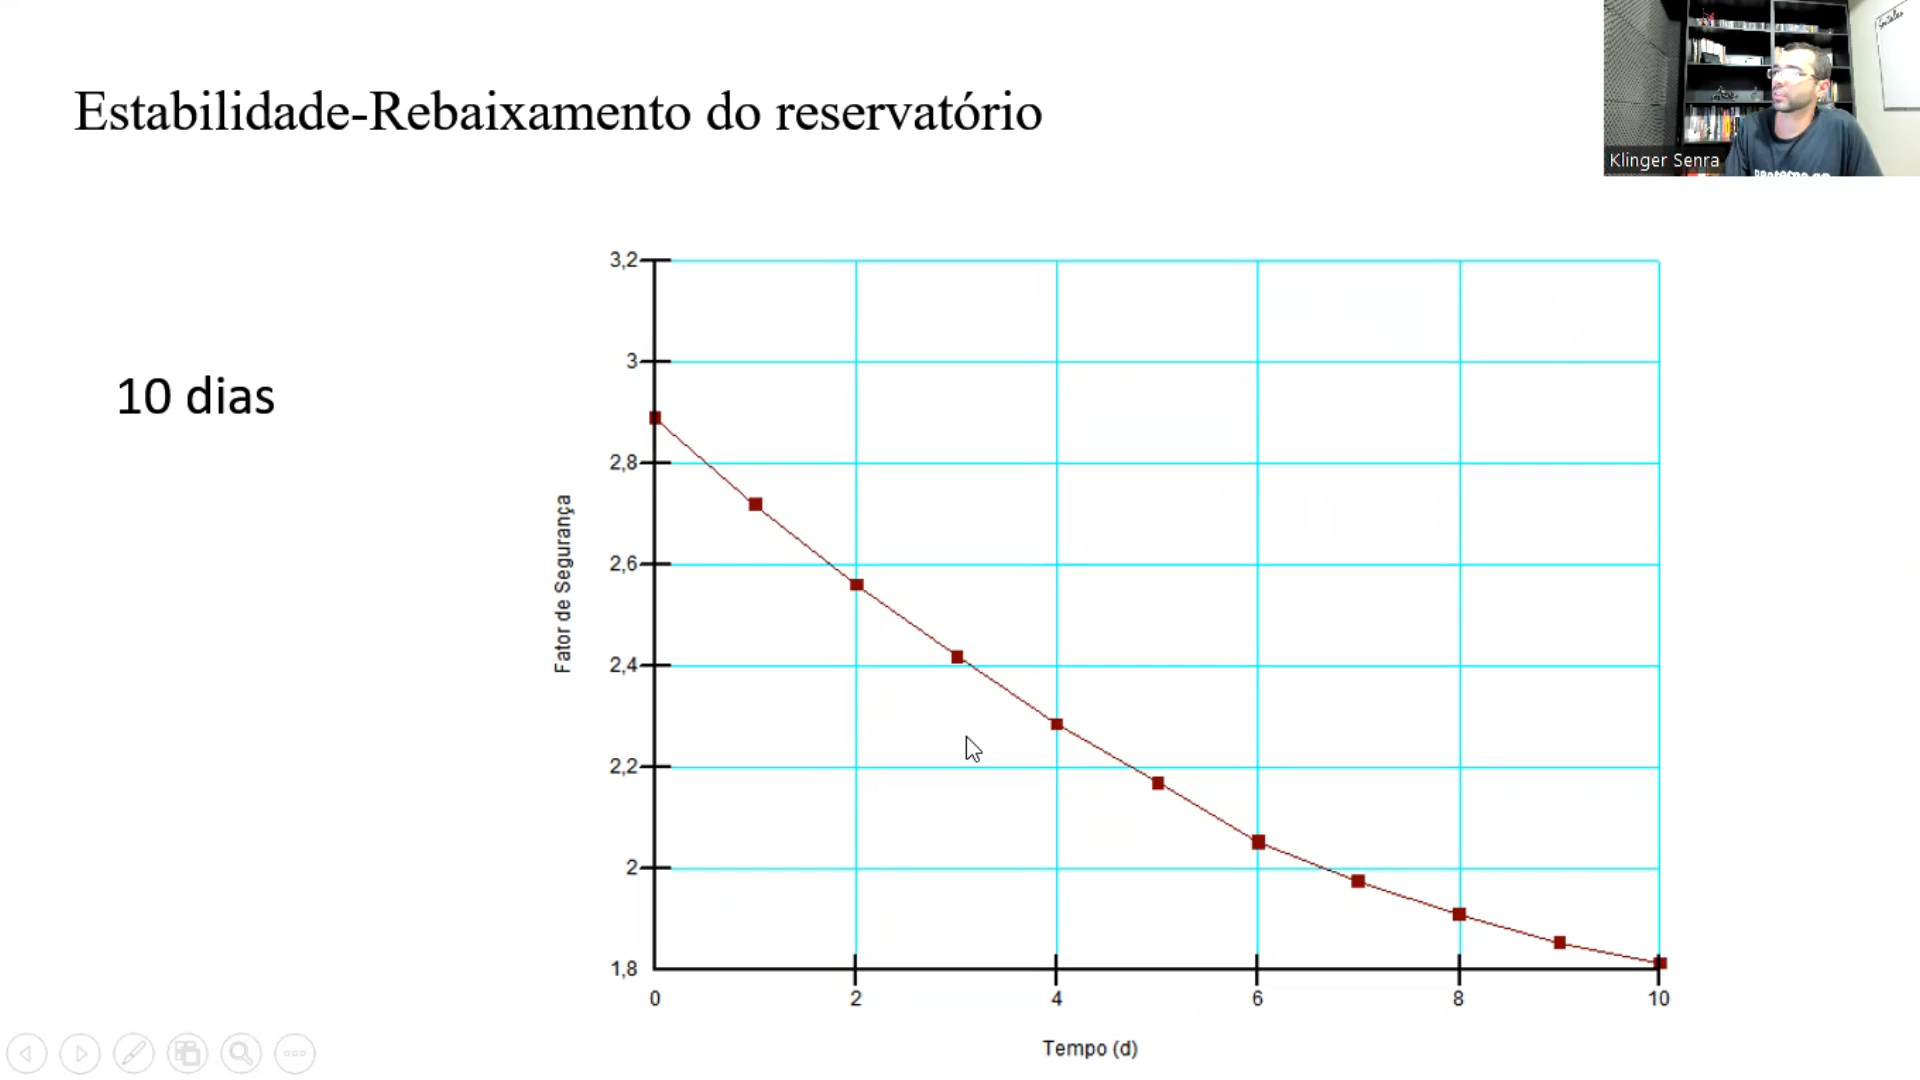 Estabilidade-Rebaixamento do reservatório
Klinger Senra
10 dias
Fator de Segurança
3,2
3
2,8
2,6
2,4
2,2
2
1,8
0 2 4 6 8 10
Tempo (d)